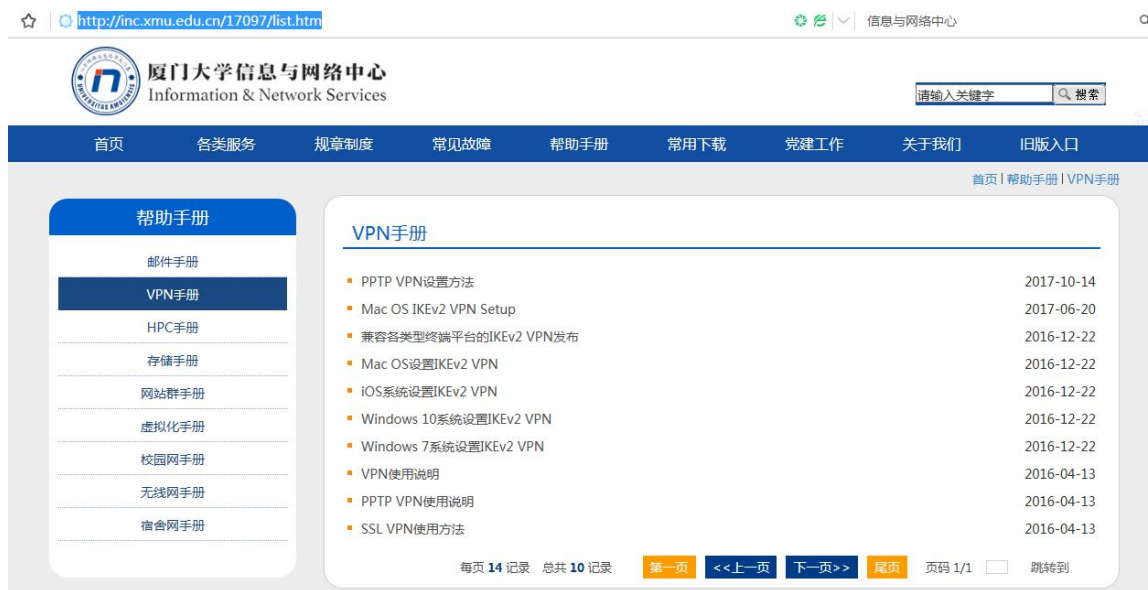 http://inc.xmu.edu.cn/17097/list.htm
信息与网络中心
厦门大学信息与网络中心
Information & Network Services
请输入关键字 搜索
首页 各类服务 规章制度 常见故障 帮助手册 常用下载 党建工作 关于我们 旧版入口
首页 | 帮助手册 | VPN手册
帮助手册
邮件手册
VPN手册
HPC手册
存储手册
网站群手册
虚拟化手册
校园网手册
无线网手册
宿舍网手册
VPN手册
PPTP VPN设置方法 2017-10-14
Mac OS IKEv2 VPN Setup 2017-06-20
兼容各类型终端平台的IKEv2 VPN发布 2016-12-22
Mac OS设置IKEv2 VPN 2016-12-22
iOS系统设置IKEv2 VPN 2016-12-22
Windows 10系统设置IKEv2 VPN 2016-12-22
Windows 7系统设置IKEv2 VPN 2016-12-22
VPN使用说明 2016-04-13
PPTP VPN使用说明 2016-04-13
SSL VPN使用方法 2016-04-13
每页 14 记录 总共 10 记录 第一页 <<上一页 下一页>> 尾页 页码 1/1 跳转到